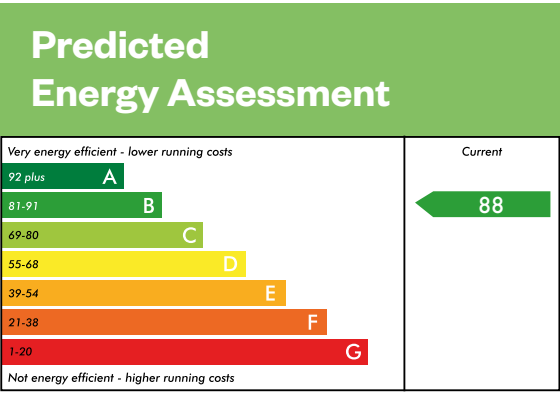 Predicted
Energy Assessment
Very energy efficient - lower running costs
Current
92 plus A
81-91 B
88
69-80 C
55-68 D
39-54 E
21-38 F
1-20 G
Not energy efficient - higher running costs